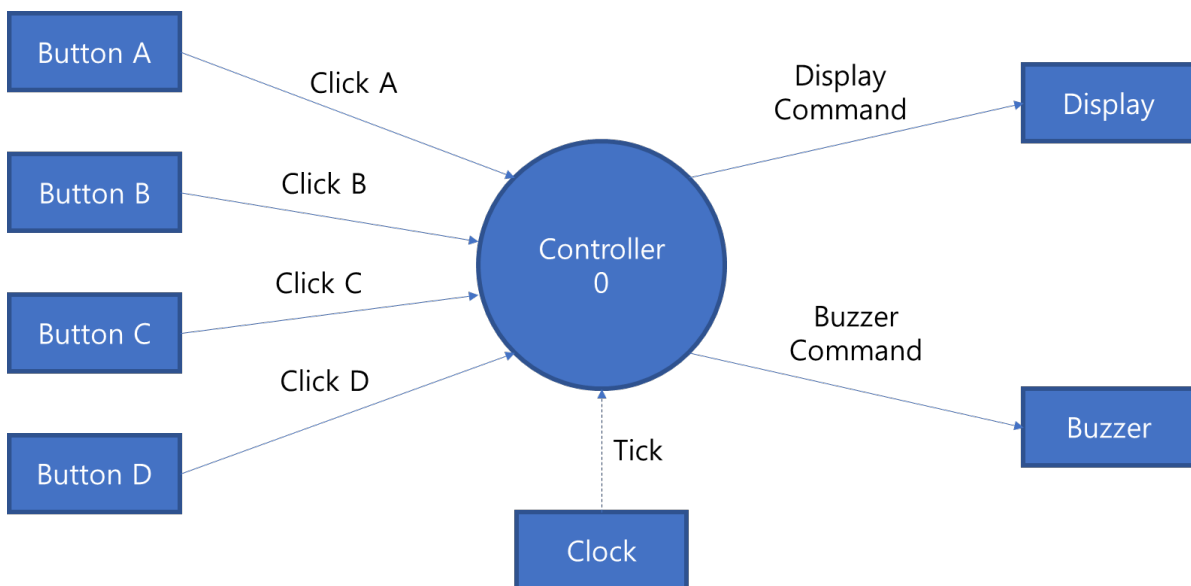 Button A
Click A
Display
Command
Display
Button B
Click B
Controller
0
Button C
Click C
Buzzer
Command
Button D
Click D
Buzzer
Tick
Clock